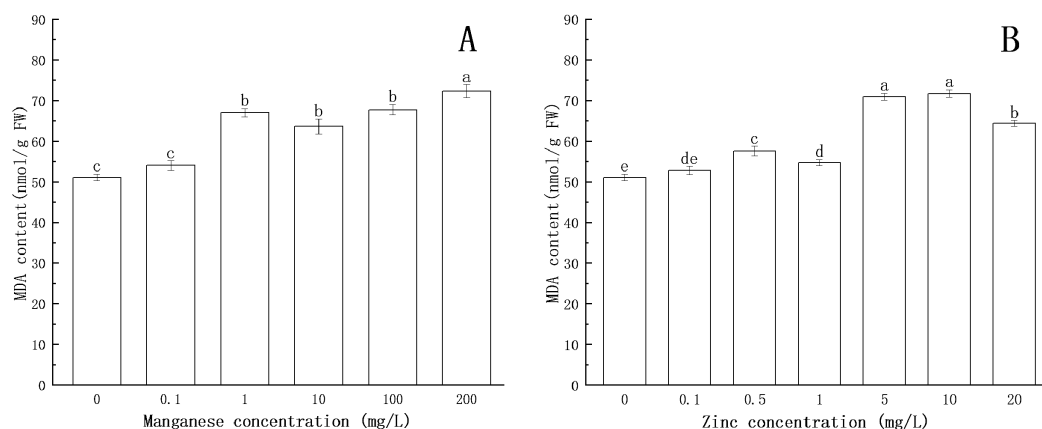 A
MDA content(nmol/g FW)
90
80
70
60
50
40
30
20
10
0
c
c
b
b
b
a
0
0.1
1
10
100
200
Manganese concentration (mg/L)
B
MDA content(nmol/g FW)
90
80
70
60
50
40
30
20
10
0
e
de
c
d
a
a
b
0
0.1
0.5
1
5
10
20
Zinc concentration (mg/L)